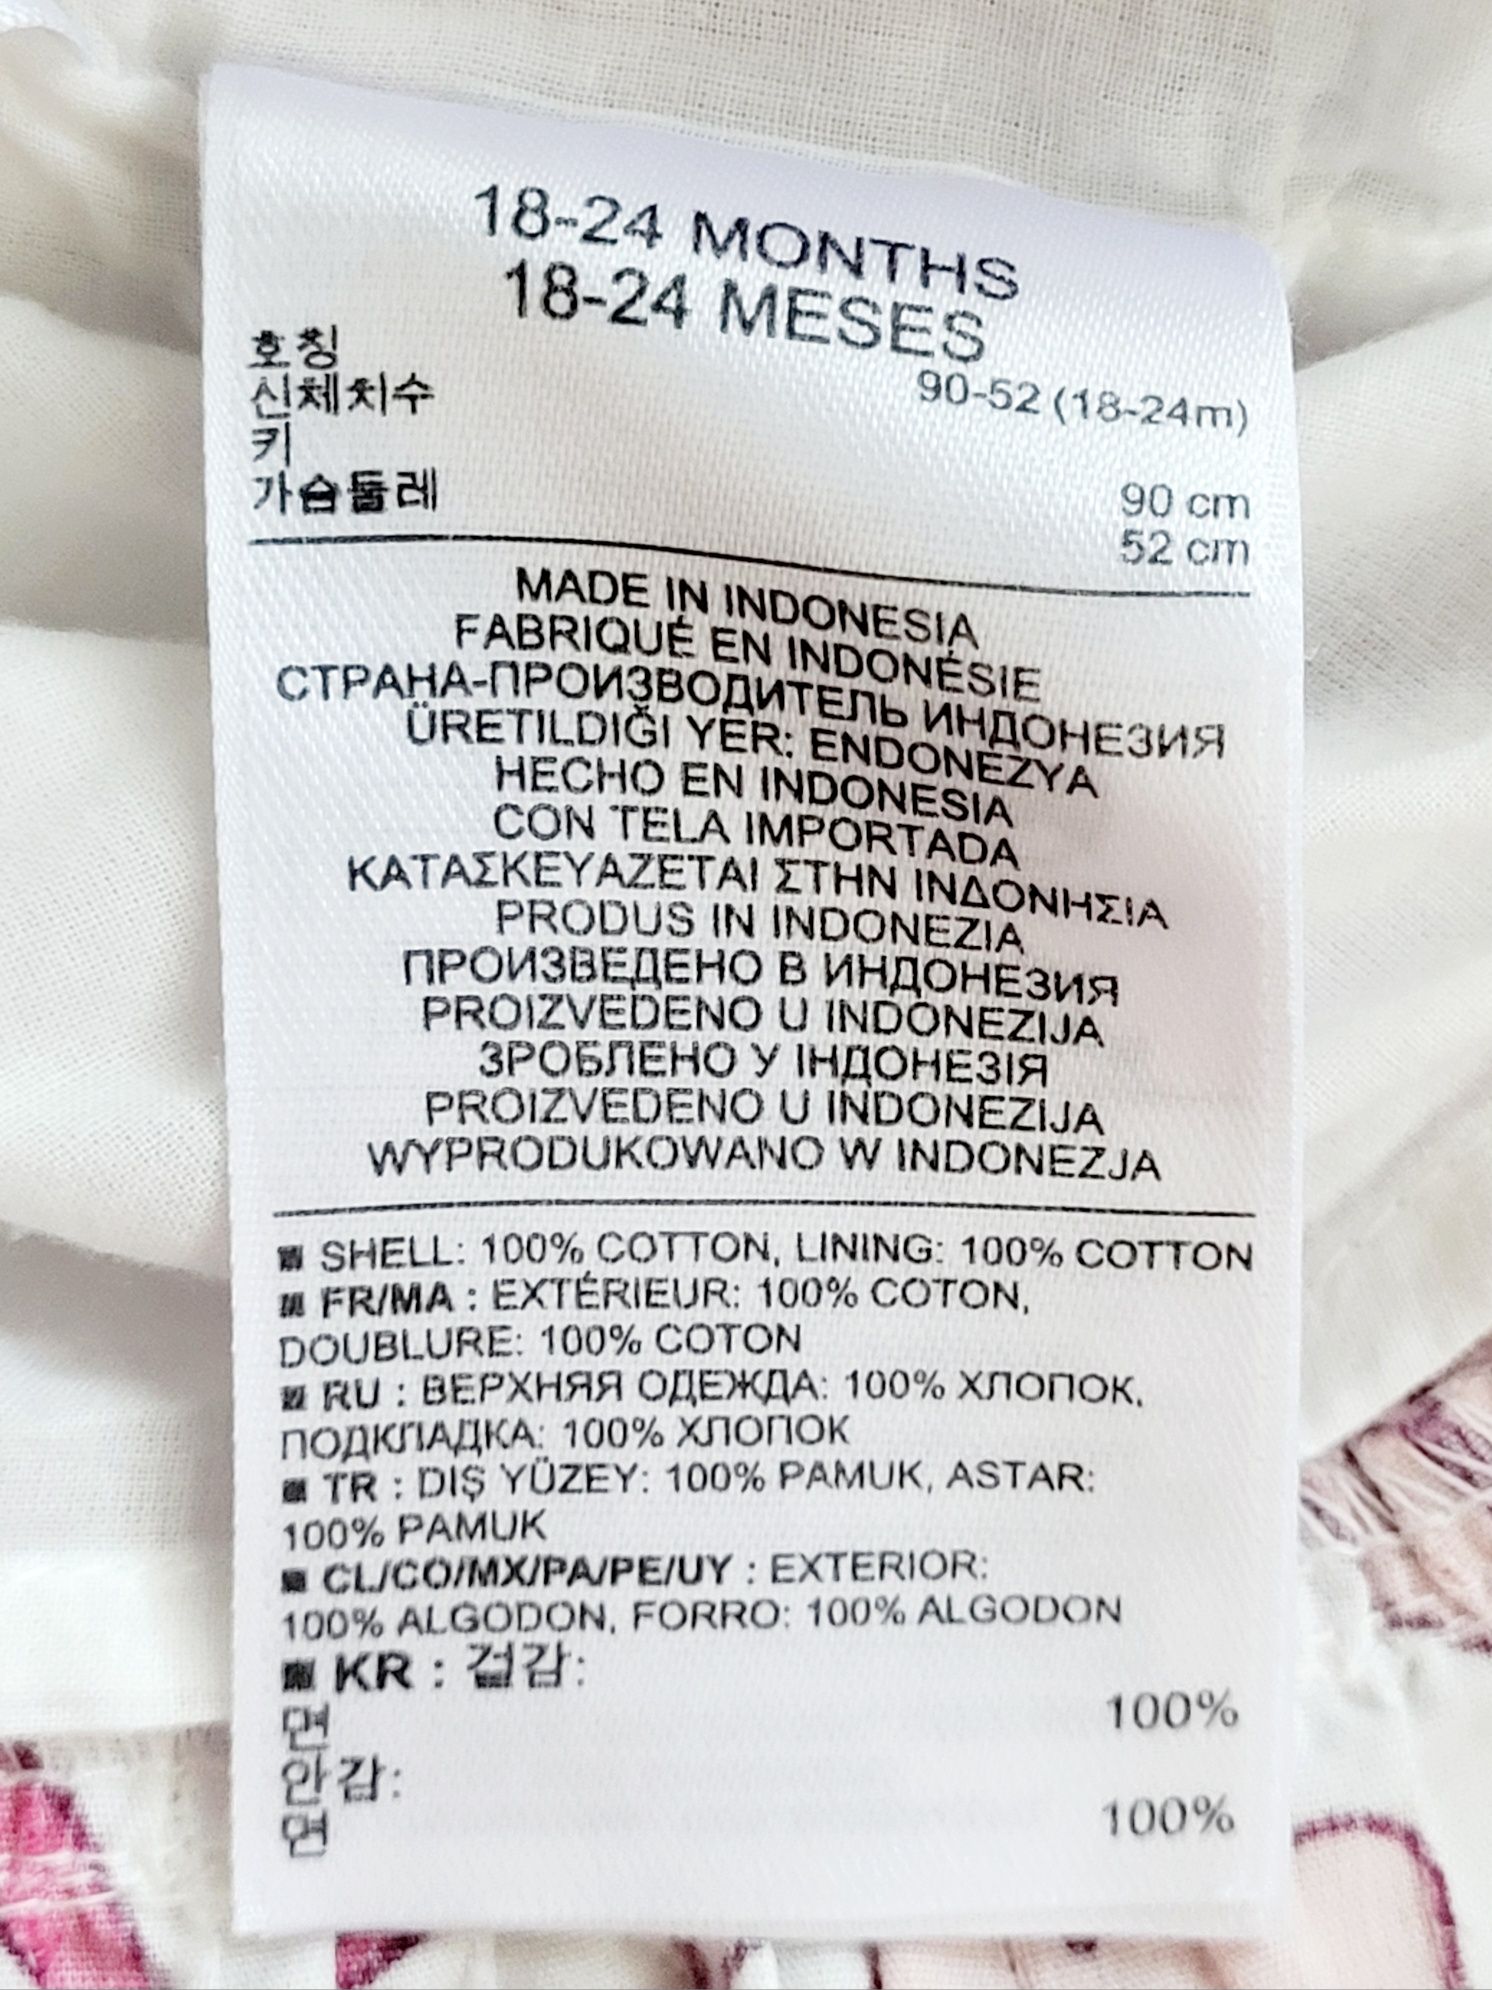 18-24 MONTHS
18-24 MESES
호칭 90-52 (18-24m)
신체치수
키 90 cm
가슴둘레 52 cm
MADE IN INDONESIA
FABRIQUÉ EN INDONÉSIE
СТРАНА-ПРОИЗВОДИТЕЛЬ ИНДОНЕЗИЯ
ÜRETILDIĞI YER: ENDONEZYA
HECHO EN INDONESIA
CON TELA IMPORTADA
ΚΑΤΑΣΚΕΥΑΖΕΤΑΙ ΣΤΗΝ ΙΝΔΟΝΗΣΙΑ
PRODUS IN INDONEZIA
ПРОИЗВЕДЕНО В ИНДОНЕЗИЯ
PROIZVEDENO U INDONEZIJA
ЗРОБЛЕНО У ІНДОНЕЗІЯ
PROIZVEDENO U INDONEZIJA
WYPRODUKOWANO W INDONEZJA
■ SHELL: 100% COTTON, LINING: 100% COTTON
■ FR/MA : EXTÉRIEUR: 100% COTON,
DOUBLURE: 100% COTON
■ RU : ВЕРХНЯЯ ОДЕЖДА: 100% ХЛОПОК,
ПОДКЛАДКА: 100% ХЛОПОК
■ TR : DIŞ YÜZEY: 100% PAMUK, ASTAR:
100% PAMUK
■ CL/CO/MX/PA/PE/UY : EXTERIOR:
100% ALGODON, FORRO: 100% ALGODON
■ KR : 겉감:
면 100%
안감:
면 100%